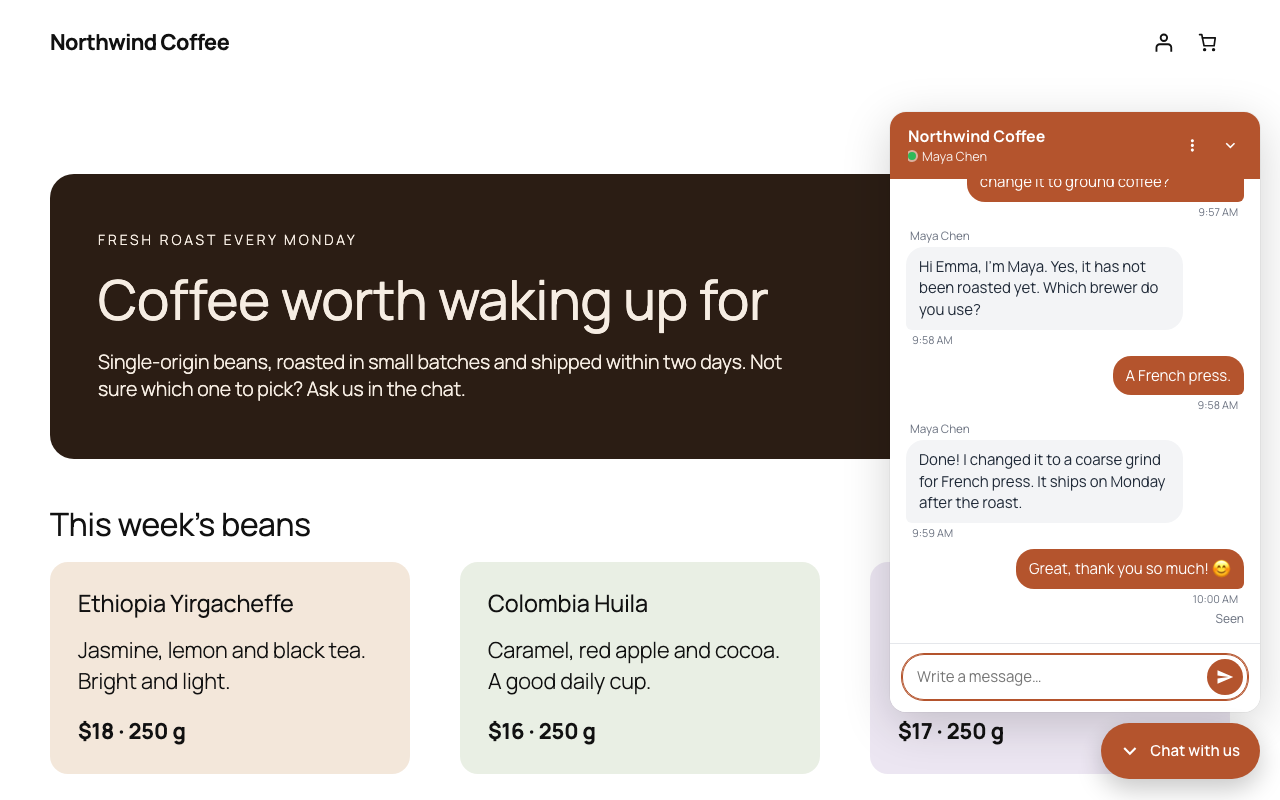 Northwind Coffee
FRESH ROAST EVERY MONDAY
Coffee worth waking up for
Single-origin beans, roasted in small batches and shipped within two days. Not
sure which one to pick? Ask us in the chat.
This week's beans
Ethiopia Yirgacheffe
Jasmine, lemon and black tea.
Bright and light.
$18 · 250 g
Colombia Huila
Caramel, red apple and cocoa.
A good daily cup.
$16 · 250 g
$17 · 250 g
Northwind Coffee
Maya Chen
change it to ground coffee?
9:57 AM
Maya Chen
Hi Emma, I'm Maya. Yes, it has not
been roasted yet. Which brewer do
you use?
9:58 AM
A French press.
9:58 AM
Maya Chen
Done! I changed it to a coarse grind
for French press. It ships on Monday
after the roast.
9:59 AM
Great, thank you so much! 😊
10:00 AM
Seen
Write a message…
Chat with us